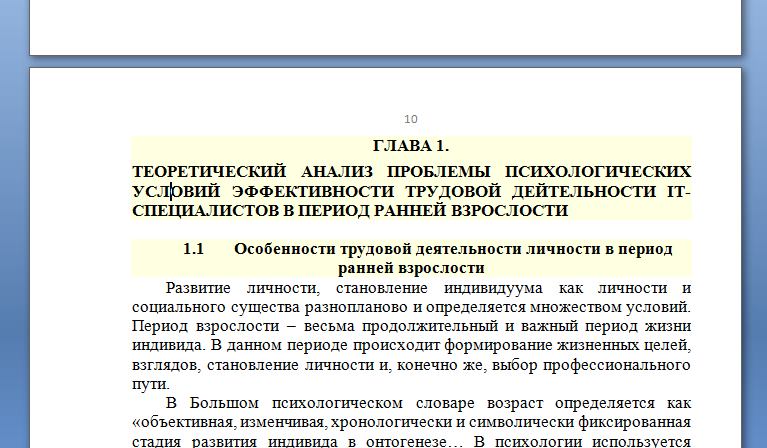 10
ГЛАВА 1.
ТЕОРЕТИЧЕСКИЙ АНАЛИЗ ПРОБЛЕМЫ ПСИХОЛОГИЧЕСКИХ
УСЛОВИЙ ЭФФЕКТИВНОСТИ ТРУДОВОЙ ДЕЙТЕЛЬНОСТИ IT-
СПЕЦИАЛИСТОВ В ПЕРИОД РАННЕЙ ВЗРОСЛОСТИ
1.1 Особенности трудовой деятельности личности в период
ранней взрослости
Развитие личности, становление индивидуума как личности и
социального существа разнопланово и определяется множеством условий.
Период взрослости – весьма продолжительный и важный период жизни
индивида. В данном периоде происходит формирование жизненных целей,
взглядов, становление личности и, конечно же, выбор профессионального
пути.
В Большом психологическом словаре возраст определяется как
«объективная, изменчивая, хронологически и символически фиксированная
стадия развития индивида в онтогенезе… В психологии используется